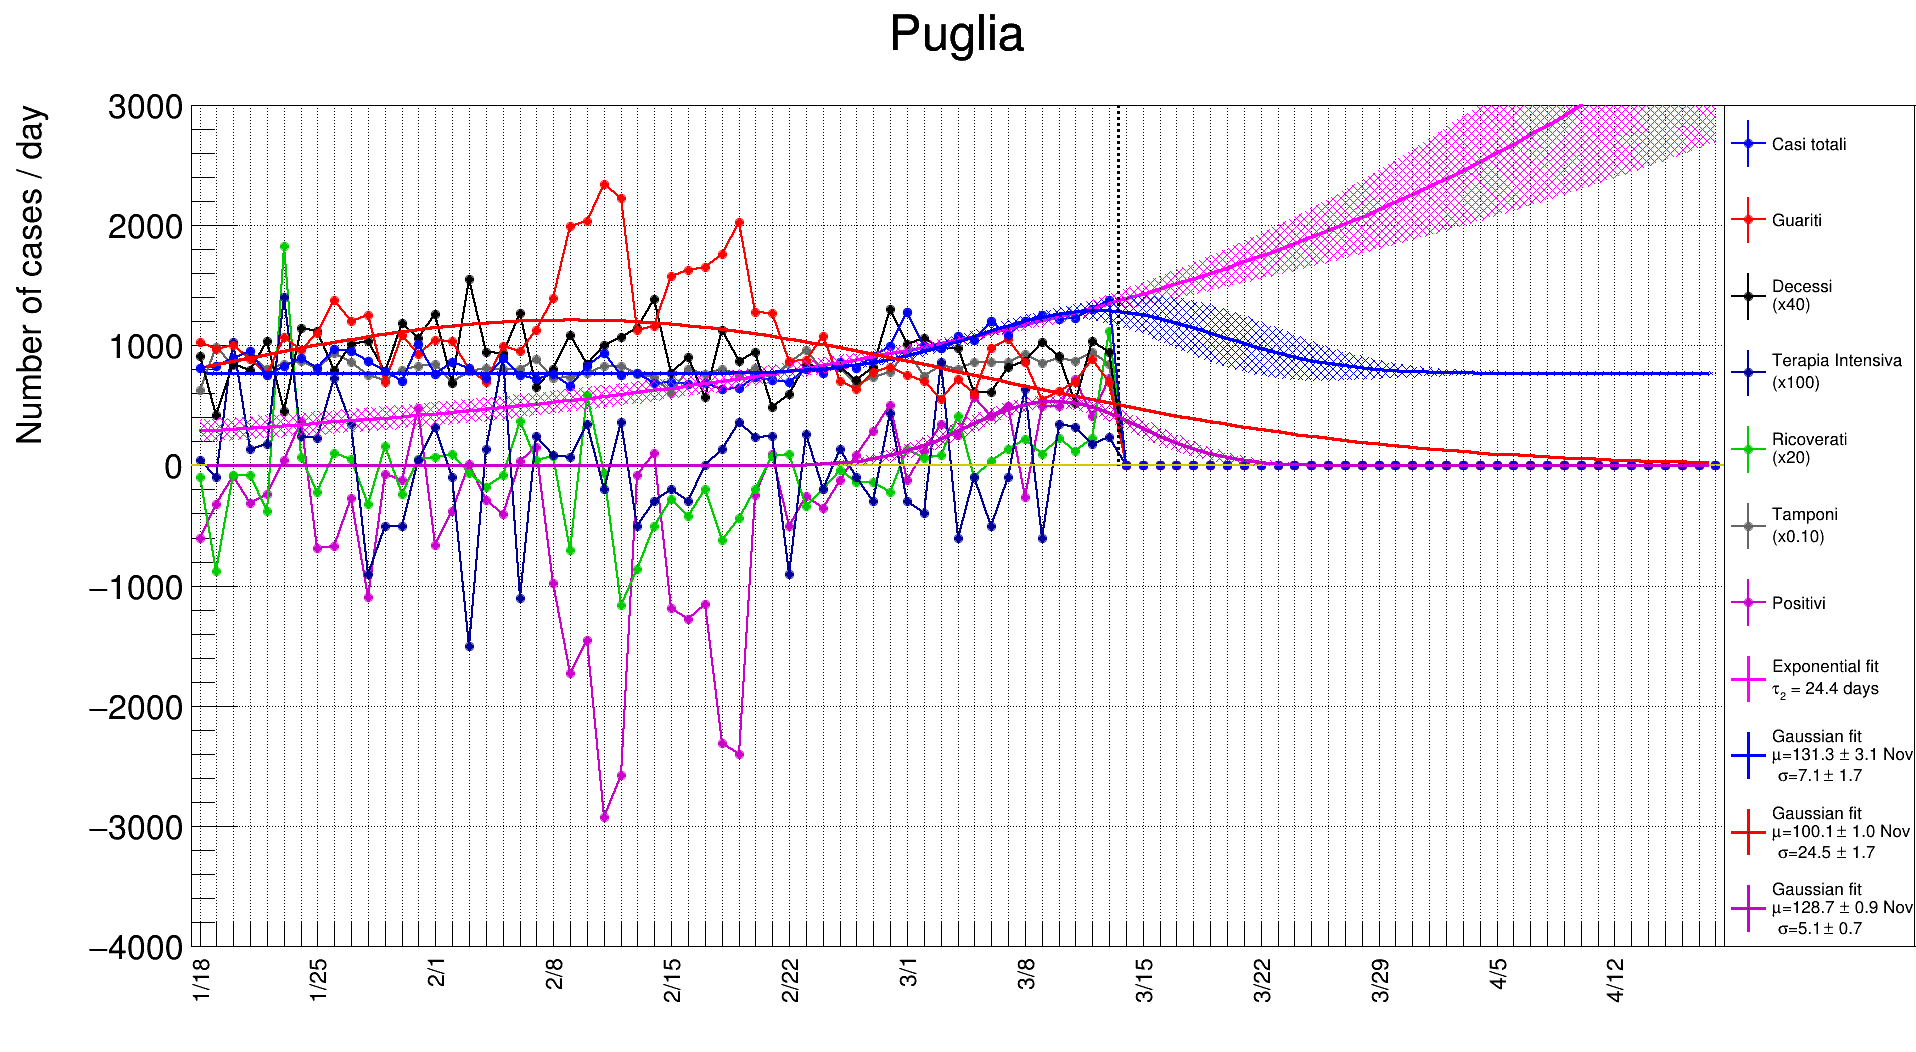 Puglia
Number of cases / day
3000
2000
1000
0
−1000
−2000
−3000
−4000
1/18
1/25
2/1
2/8
2/15
2/22
3/1
3/8
3/15
3/22
3/29
4/5
4/12
Casi totali
Guariti
Decessi
(x40)
Terapia Intensiva
(x100)
Ricoverati
(x20)
Tamponi
(x0.10)
Positivi
Exponential fit
τ2 = 24.4 days
Gaussian fit
μ=131.3 ± 3.1 Nov
σ=7.1 ± 1.7
Gaussian fit
μ=100.1 ± 1.0 Nov
σ=24.5 ± 1.7
Gaussian fit
μ=128.7 ± 0.9 Nov
σ=5.1 ± 0.7